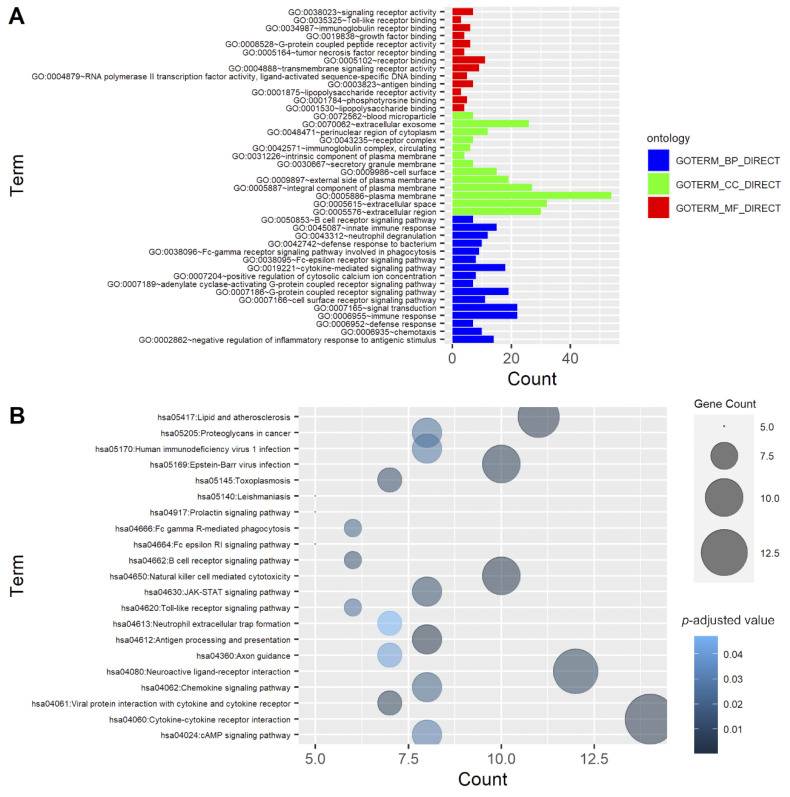 A
GO:0038023~signaling receptor activity
GO:0035325~Toll-like receptor binding
GO:0034987~immunoglobulin receptor binding
GO:0019838~growth factor binding
GO:0008528~G-protein coupled peptide receptor activity
GO:0005164~tumor necrosis factor receptor binding
GO:0005102~receptor binding
GO:0004888~transmembrane signaling receptor activity
GO:0004879~RNA polymerase II transcription factor activity, ligand-activated sequence-specific DNA binding
GO:0003823~antigen binding
GO:0001875~lipopolysaccharide receptor activity
GO:0001784~phosphotyrosine binding
GO:0001530~lipopolysaccharide binding
GO:0072562~blood microparticle
GO:0070062~extracellular exosome
GO:0048471~perinuclear region of cytoplasm
GO:0043235~receptor complex
GO:0042571~immunoglobulin complex, circulating
GO:0031226~intrinsic component of plasma membrane
GO:0030667~secretory granule membrane
GO:0009986~cell surface
GO:0009897~external side of plasma membrane
GO:0005887~integral component of plasma membrane
GO:0005886~plasma membrane
GO:0005615~extracellular space
GO:0005576~extracellular region
GO:0050853~B cell receptor signaling pathway
GO:0045087~innate immune response
GO:0043312~neutrophil degranulation
GO:0042742~defense response to bacterium
GO:0038096~Fc-gamma receptor signaling pathway involved in phagocytosis
GO:0038095~Fc-epsilon receptor signaling pathway
GO:0019221~cytokine-mediated signaling pathway
GO:0007204~positive regulation of cytosolic calcium ion concentration
GO:0007189~adenylate cyclase-activating G-protein coupled receptor signaling pathway
GO:0007186~G-protein coupled receptor signaling pathway
GO:0007166~cell surface receptor signaling pathway
GO:0007165~signal transduction
GO:0006955~immune response
GO:0006952~defense response
GO:0006935~chemotaxis
GO:0002862~negative regulation of inflammatory response to antigenic stimulus
Term
0 20 40
Count
ontology
GOTERM_BP_DIRECT
GOTERM_CC_DIRECT
GOTERM_MF_DIRECT
B
hsa05417:Lipid and atherosclerosis
hsa05205:Proteoglycans in cancer
hsa05170:Human immunodeficiency virus 1 infection
hsa05169:Epstein-Barr virus infection
hsa05145:Toxoplasmosis
hsa05140:Leishmaniasis
hsa04917:Prolactin signaling pathway
hsa04666:Fc gamma R-mediated phagocytosis
hsa04664:Fc epsilon RI signaling pathway
hsa04662:B cell receptor signaling pathway
hsa04650:Natural killer cell mediated cytotoxicity
hsa04630:JAK-STAT signaling pathway
hsa04620:Toll-like receptor signaling pathway
hsa04613:Neutrophil extracellular trap formation
hsa04612:Antigen processing and presentation
hsa04360:Axon guidance
hsa04080:Neuroactive ligand-receptor interaction
hsa04062:Chemokine signaling pathway
hsa04061:Viral protein interaction with cytokine and cytokine receptor
hsa04060:Cytokine-cytokine receptor interaction
hsa04024:cAMP signaling pathway
Term
5.0 7.5 10.0 12.5
Count
Gene Count
5.0
7.5
10.0
12.5
p-adjusted value
0.04
0.03
0.02
0.01